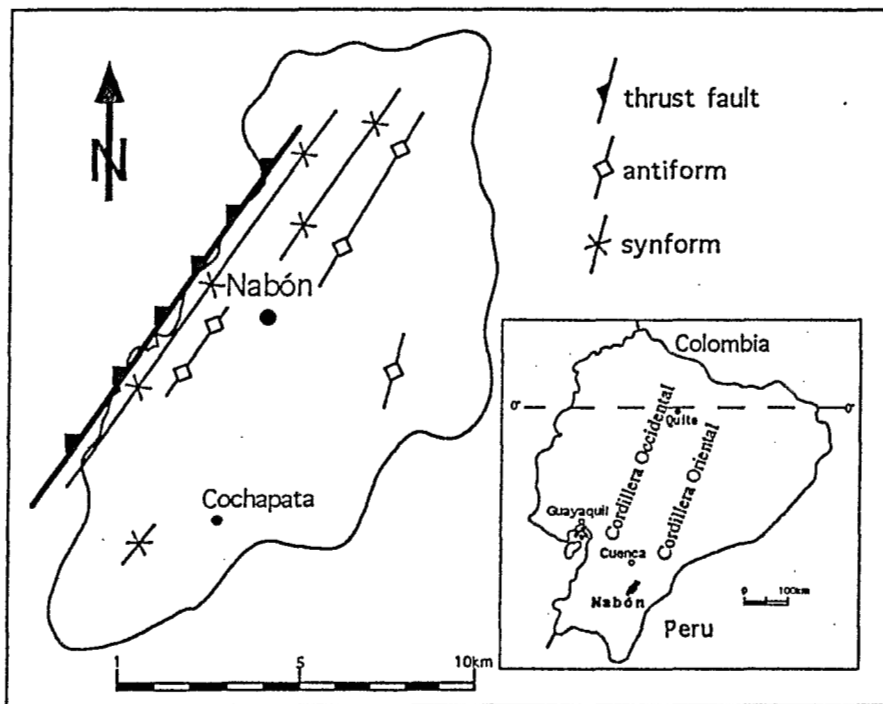 N
thrust fault
antiform
synform
Nabón
Cochapata
1
5
10km
Colombia
0°
0°
Quito
Cordillera Occidental
Cordillera Oriental
Guayaquil
Cuenca
Nabón
0
100km
Peru